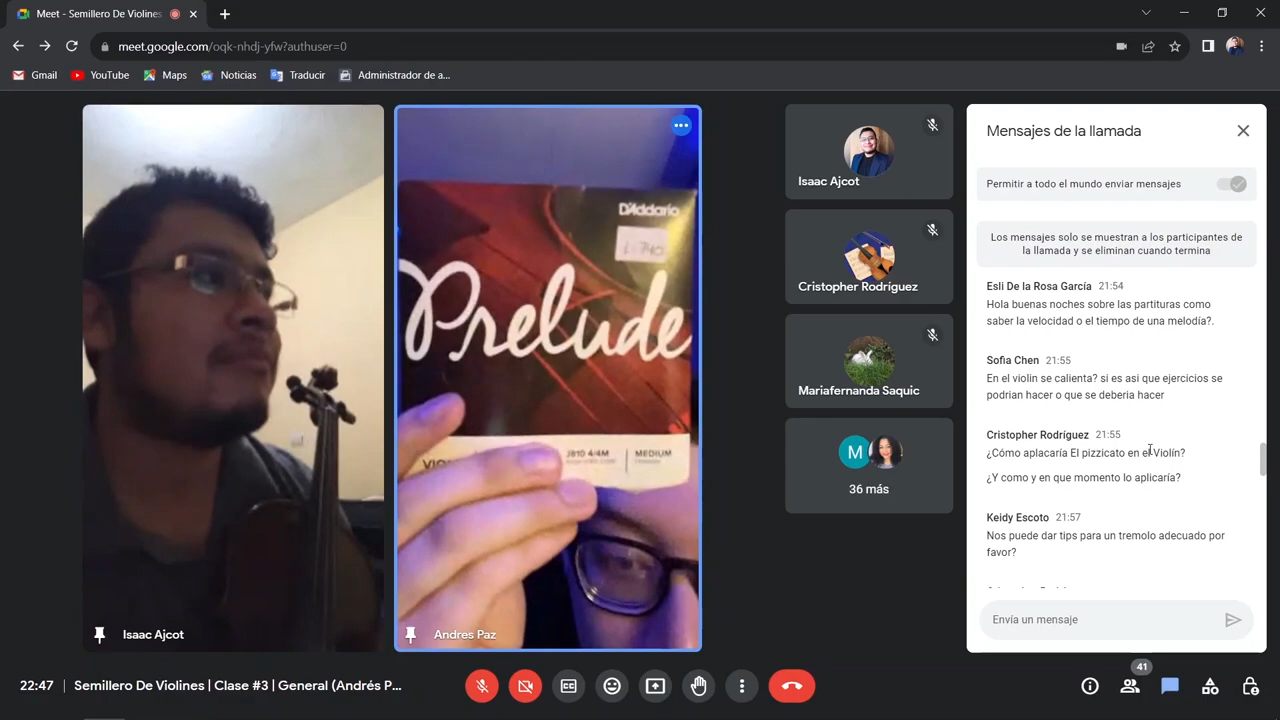 Meet - Semillero De Violines
meet.google.com/oqk-nhdj-yfw?authuser=0
Gmail
YouTube
Maps
Noticias
Traducir
Administrador de a...
D'Addario
Prelude
J810 4/4M
MEDIUM
Isaac Ajcot
Andres Paz
Isaac Ajcot
Cristopher Rodríguez
Mariafernanda Saquic
M
36 más
Mensajes de la llamada
Permitir a todo el mundo enviar mensajes
Los mensajes solo se muestran a los participantes de
la llamada y se eliminan cuando termina
Esli De la Rosa García 21:54
Hola buenas noches sobre las partituras como
saber la velocidad o el tiempo de una melodía?.
Sofia Chen 21:55
En el violin se calienta? si es asi que ejercicios se
podrian hacer o que se deberia hacer
Cristopher Rodríguez 21:55
¿Cómo aplacaría El pizzicato en el Violín?
¿Y como y en que momento lo aplicaría?
Keidy Escoto 21:57
Nos puede dar tips para un tremolo adecuado por
favor?
Envía un mensaje
22:47 | Semillero De Violines | Clase #3 | General (Andrés P...
41